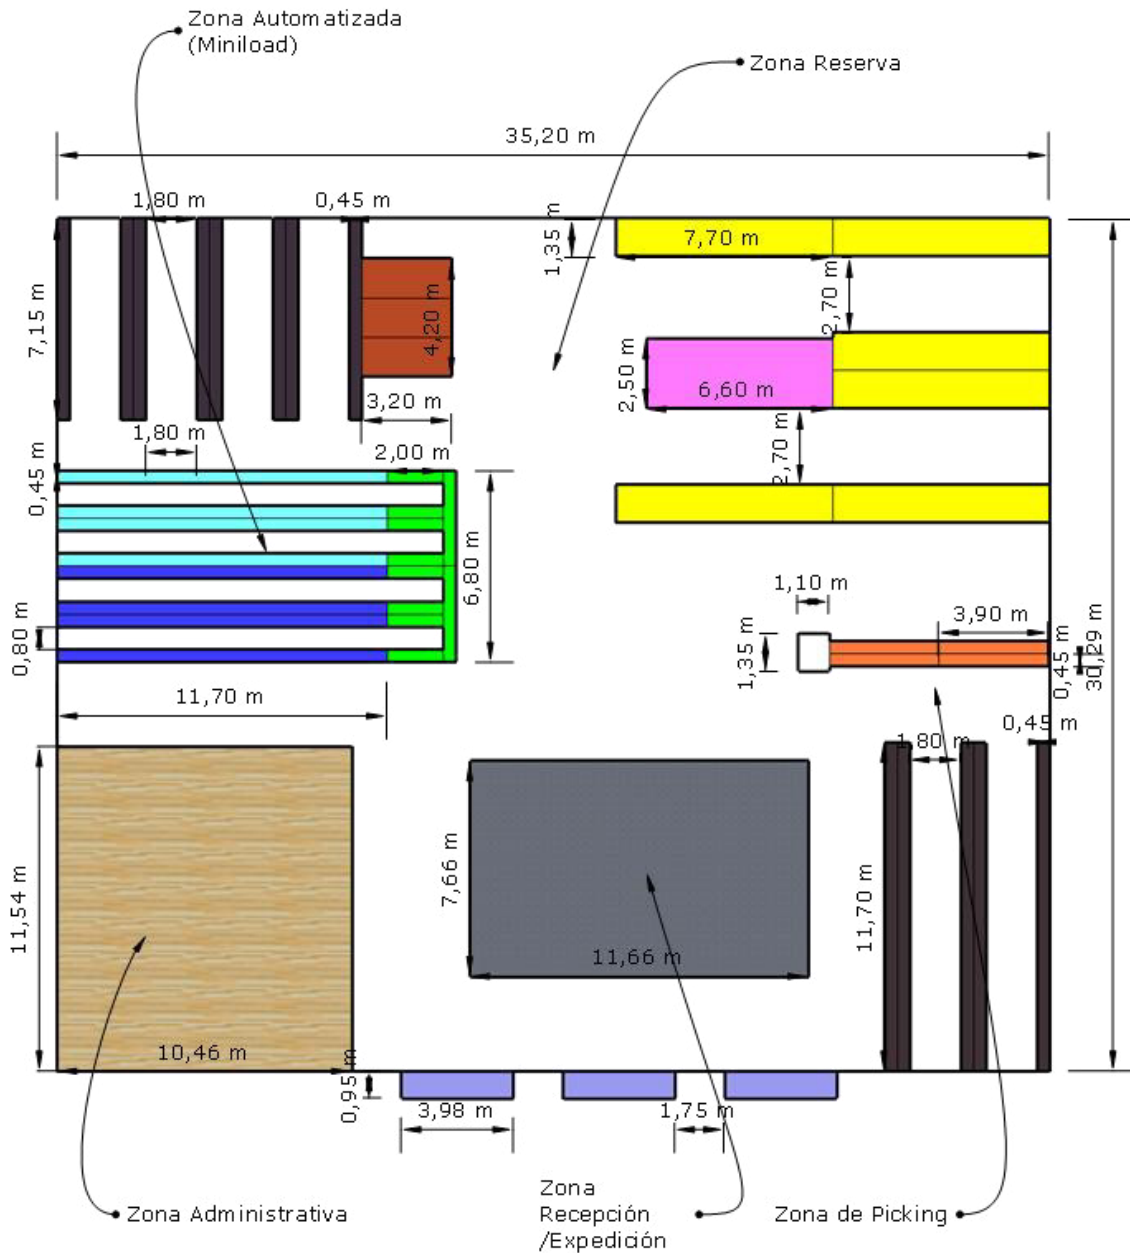 Zona Automatizada
(Miniload)
Zona Reserva
35,20 m
1,80 m
0,45 m
1,35 m
7,70 m
7,15 m
4,20 m
2,70 m
2,50 m
6,60 m
3,20 m
1,80 m
2,00 m
2,70 m
0,45 m
6,80 m
1,10 m
3,90 m
0,80 m
1,35 m
0,45 m
30,29 m
11,70 m
0,45 m
1,80 m
11,54 m
7,66 m
11,70 m
11,66 m
10,46 m
0,95 m
3,98 m
1,75 m
Zona Administrativa
Zona
Recepción
/Expedición
Zona de Picking